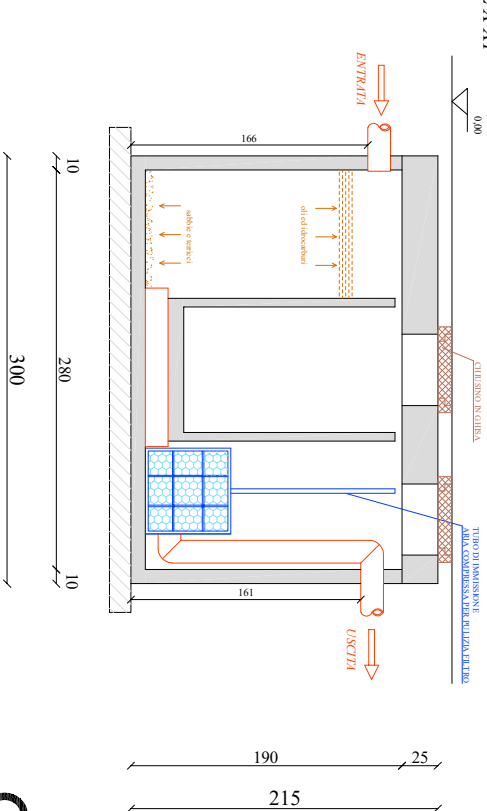 0,00
ENTRATA
166
oli ed idrocarburi
sabbie e terricci
CHIUSINO IN GHISA
TUBO DI IMMISSIONE
ARIA COMPRESSA PER PULIZIA FILTRO
161
USCITA
10
280
10
300
190
25
215